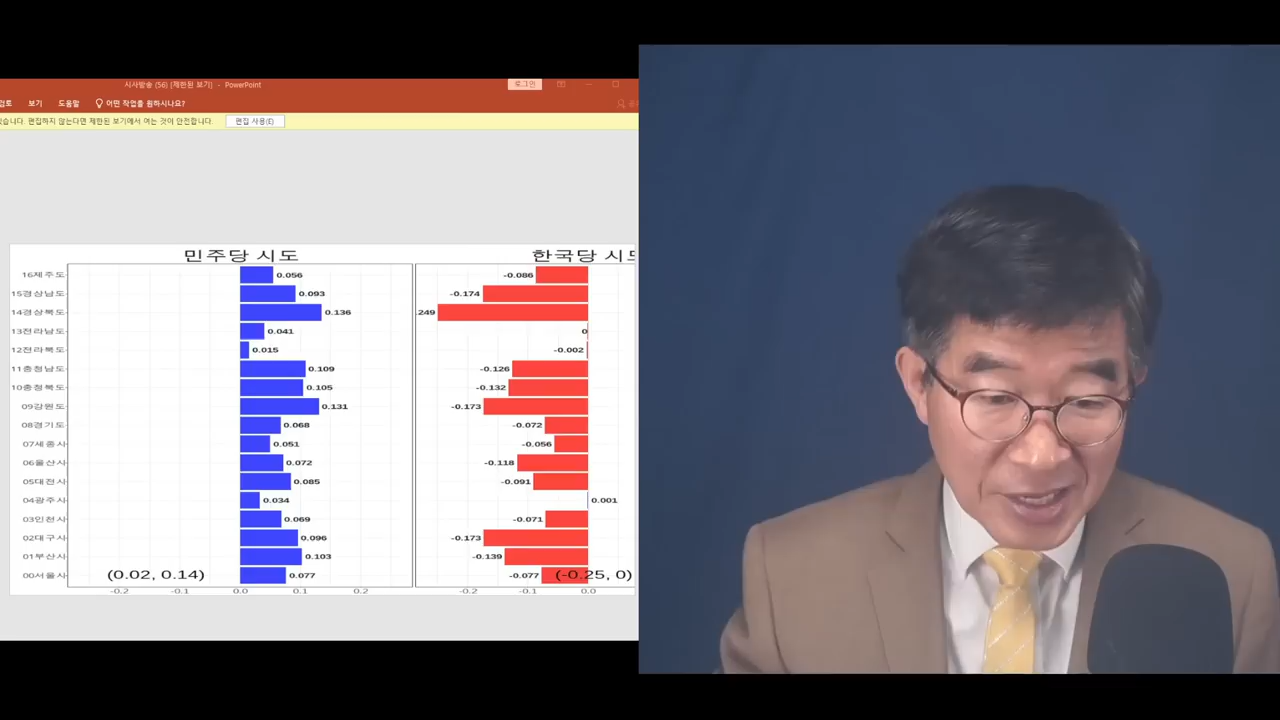 시사방송 (56) [제한된 보기] - PowerPoint
로그인
검토 보기 도움말 어떤 작업을 원하시나요?
있습니다. 편집하지 않는다면 제한된 보기에서 여는 것이 안전합니다. 편집 사용(E)
민주당 시도 한국당 시도
16제주도 0.056 -0.086
15경상남도 0.093 -0.174
14경상북도 0.136 .249
13전라남도 0.041 0
12전라북도 0.015 -0.002
11충청남도 0.109 -0.126
10충청북도 0.105 -0.132
09강원도 0.131 -0.173
08경기도 0.068 -0.072
07세종시 0.051 -0.056
06울산시 0.072 -0.118
05대전시 0.085 -0.091
04광주시 0.034 0.001
03인천시 0.069 -0.071
02대구시 0.096 -0.173
01부산시 0.103 -0.139
00서울시 (0.02, 0.14) 0.077 -0.077 (-0.25, 0)
-0.2 -0.1 0.0 0.1 0.2 -0.2 -0.1 0.0